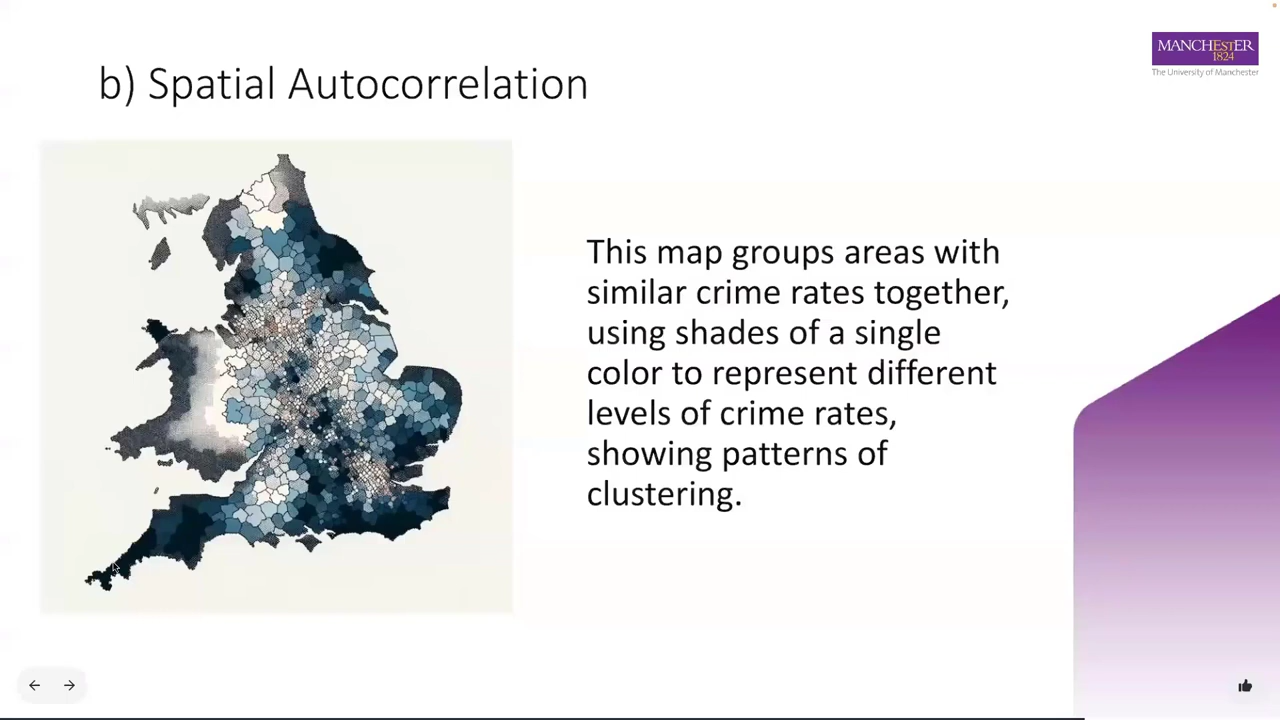 MANCHESTER
1824
The University of Manchester
b) Spatial Autocorrelation
This map groups areas with
similar crime rates together,
using shades of a single
color to represent different
levels of crime rates,
showing patterns of
clustering.